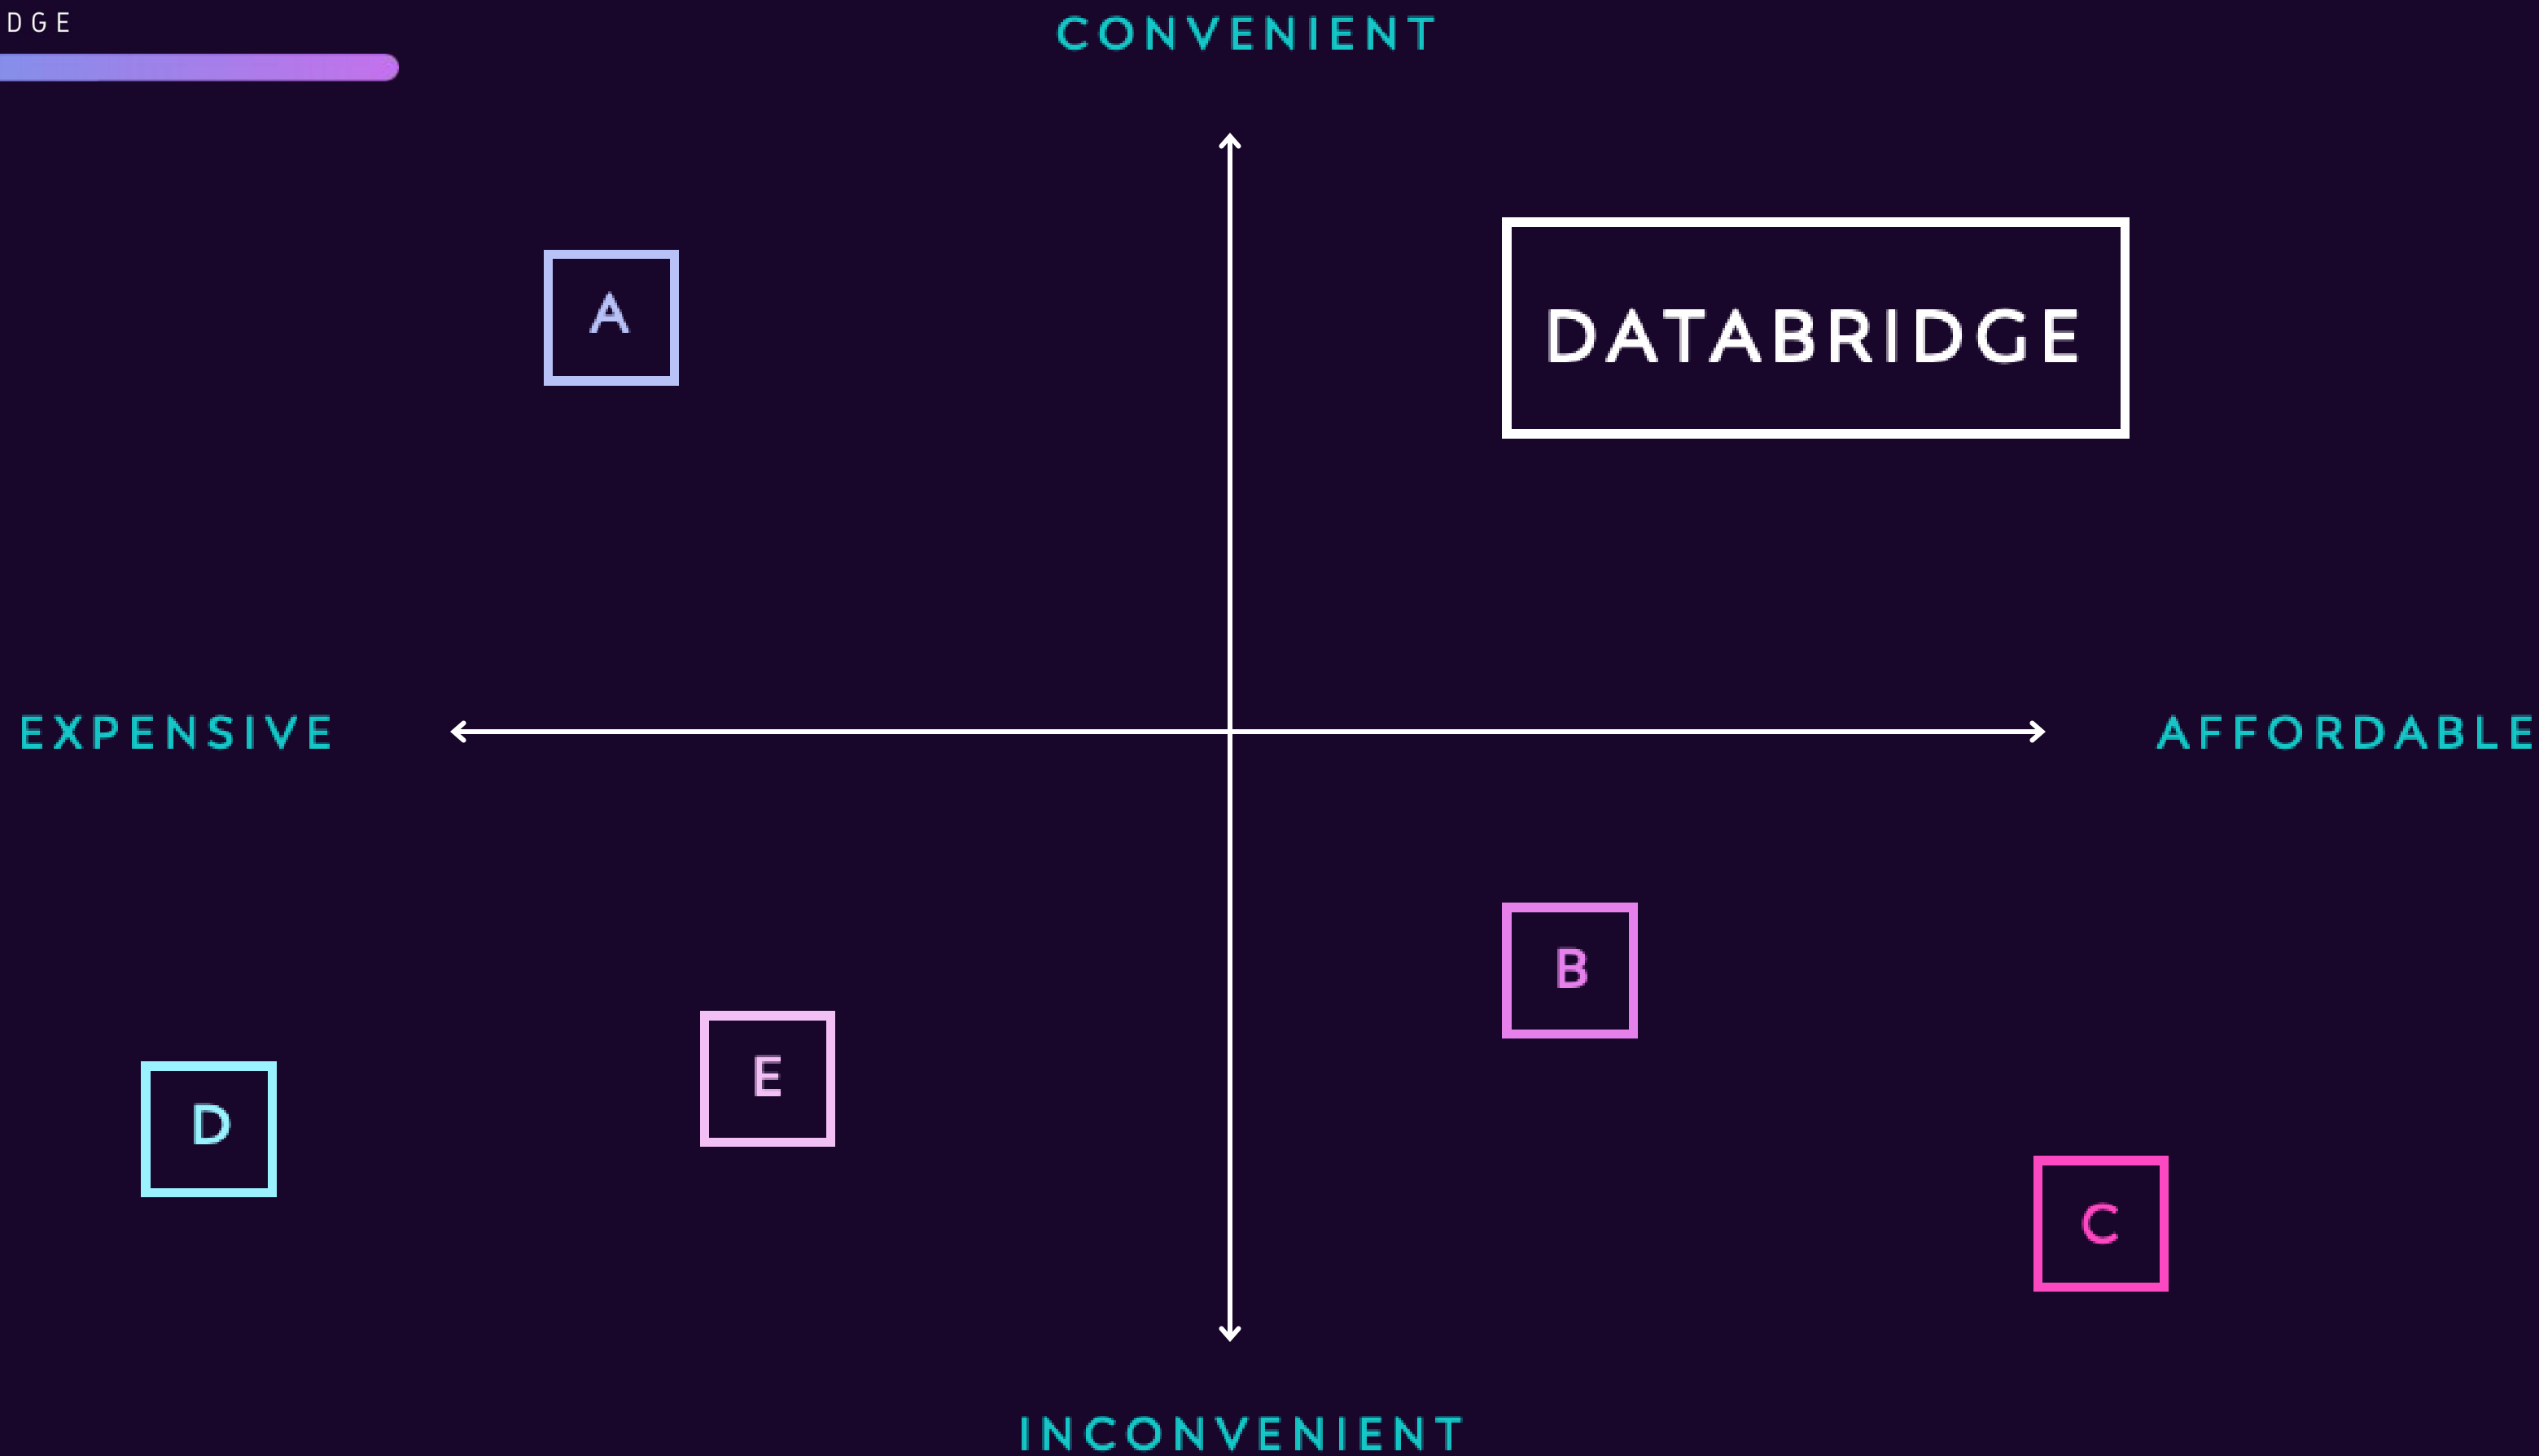 DGE
CONVENIENT
A
DATABRIDGE
EXPENSIVE
AFFORDABLE
B
E
D
C
INCONVENIENT